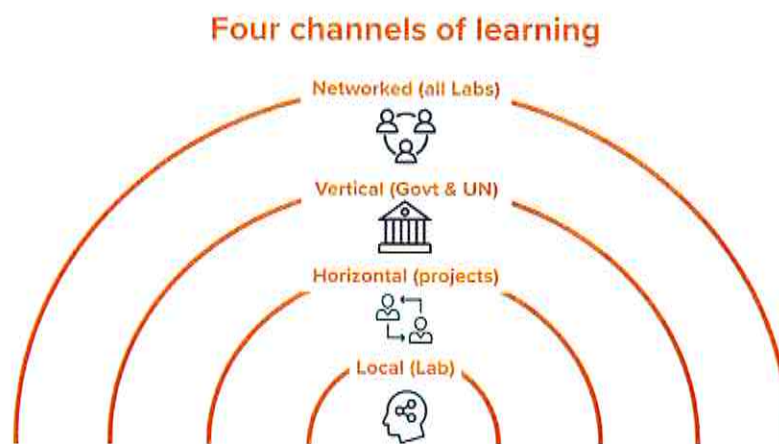 Four channels of learning
Networked (all Labs)
Vertical (Govt & UN)
Horizontal (projects)
Local (Lab)